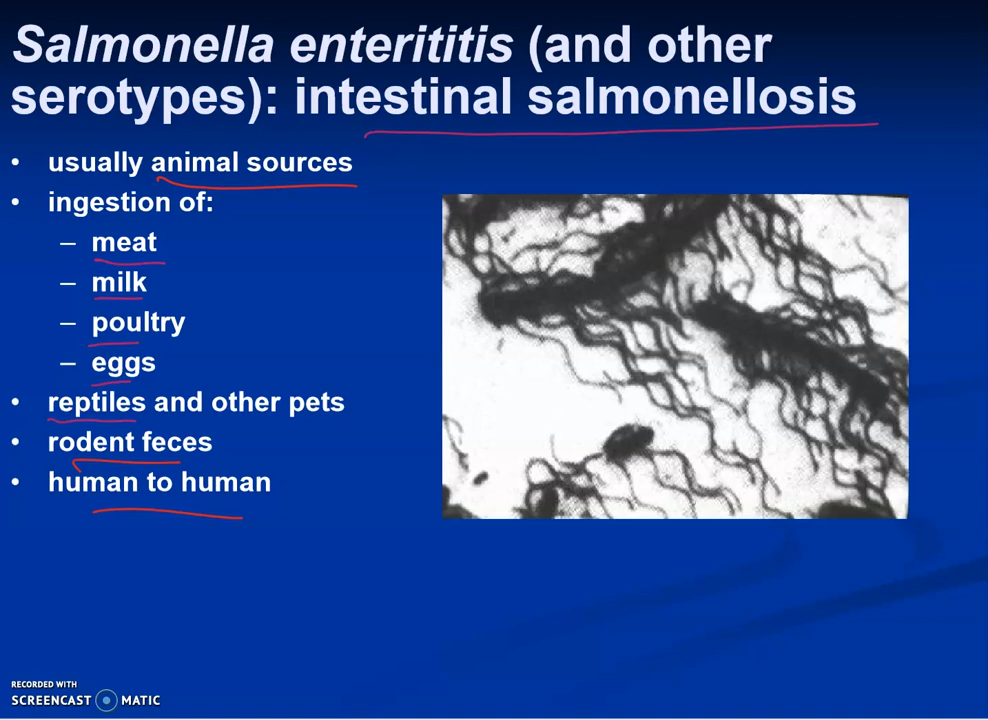 Salmonella enterititis (and other
serotypes): intestinal salmonellosis
• usually animal sources
• ingestion of:
– meat
– milk
– poultry
– eggs
• reptiles and other pets
• rodent feces
• human to human
RECORDED WITH
SCREENCAST MATIC